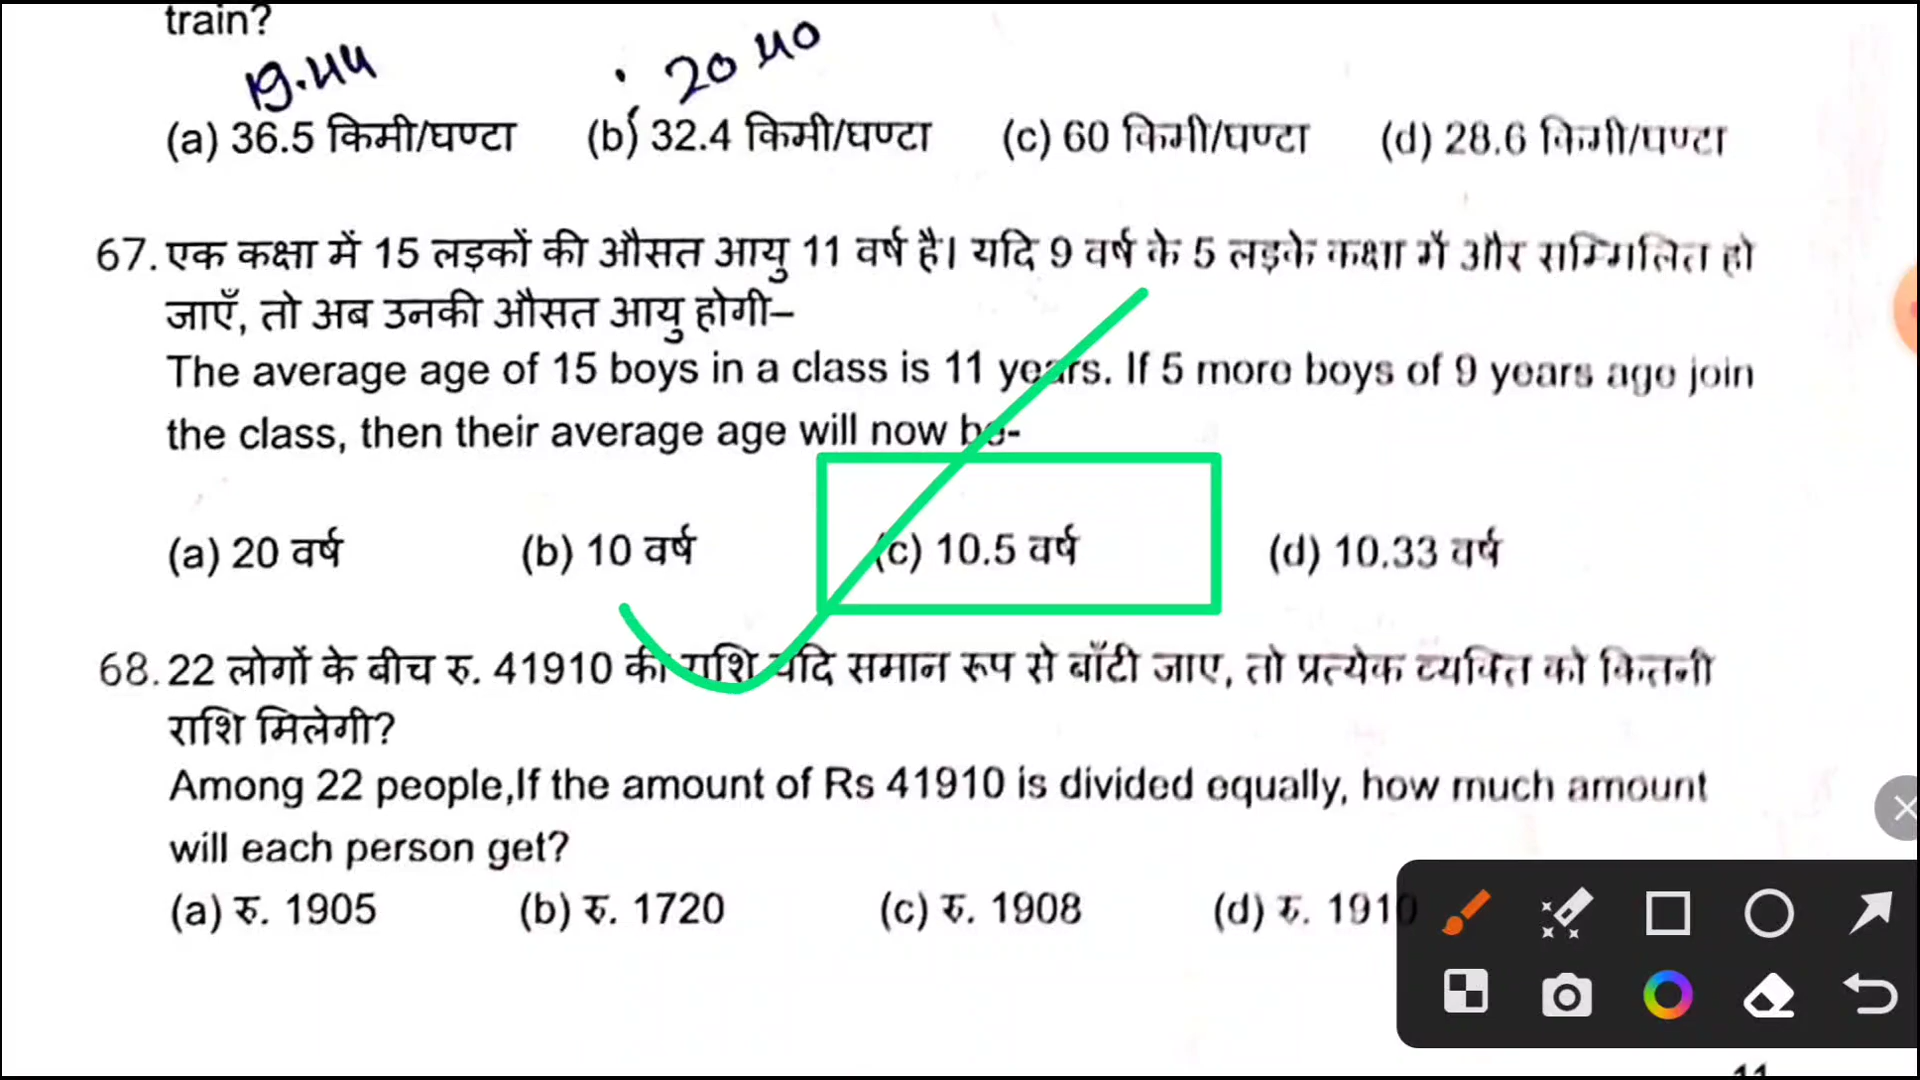 train?
19.44
20 40
(a) 36.5 किमी/घण्टा (b) 32.4 किमी/घण्टा (c) 60 किमी/घण्टा (d) 28.6 किमी/घण्टा
67. एक कक्षा में 15 लड़कों की औसत आयु 11 वर्ष है। यदि 9 वर्ष के 5 लड़के कक्षा में और सम्मिलित हो
जाएँ, तो अब उनकी औसत आयु होगी–
The average age of 15 boys in a class is 11 years. If 5 more boys of 9 years age join
the class, then their average age will now be-
(a) 20 वर्ष (b) 10 वर्ष (c) 10.5 वर्ष (d) 10.33 वर्ष
68. 22 लोगों के बीच रु. 41910 की राशि यदि समान रूप से बाँटी जाए, तो प्रत्येक व्यक्ति को कितनी
राशि मिलेगी?
Among 22 people,If the amount of Rs 41910 is divided equally, how much amount
will each person get?
(a) रु. 1905 (b) रु. 1720 (c) रु. 1908 (d) रु. 1910
11